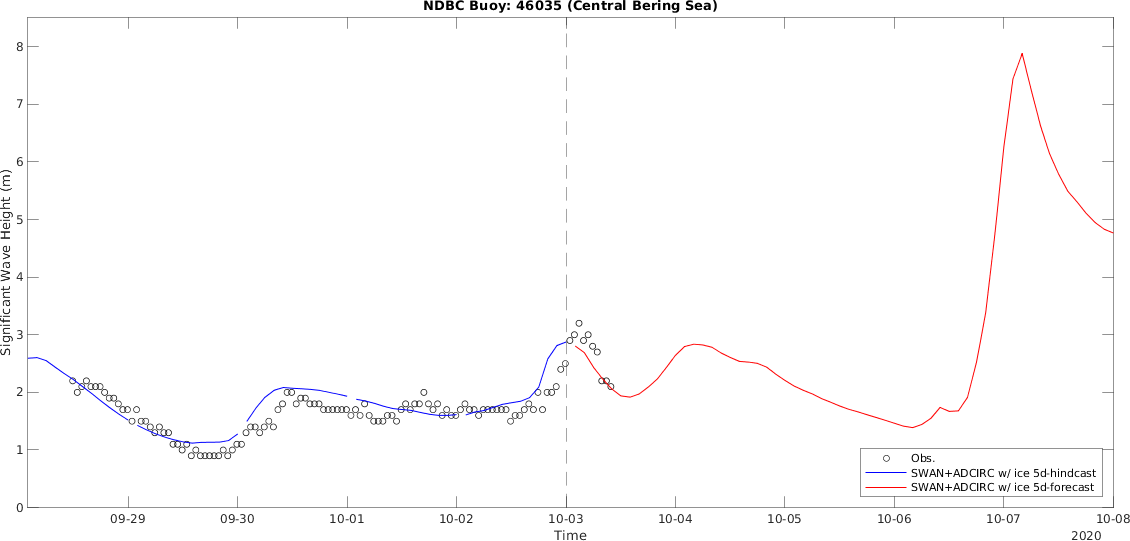 NDBC Buoy: 46035 (Central Bering Sea)
8
7
6
5
4
3
2
1
0
Significant Wave Height (m)
Obs.
SWAN+ADCIRC w/ ice 5d-hindcast
SWAN+ADCIRC w/ ice 5d-forecast
09-29 09-30 10-01 10-02 10-03 10-04 10-05 10-06 10-07 10-08
Time 2020